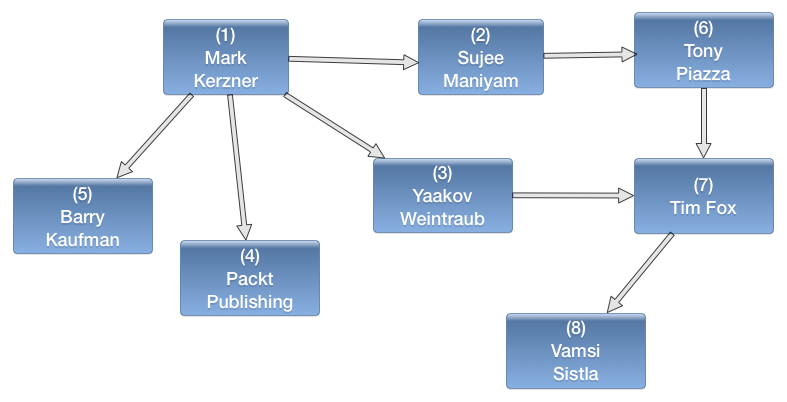 (1)
Mark
Kerzner
(2)
Sujee
Maniyam
(6)
Tony
Piazza
(3)
Yaakov
Weintraub
(7)
Tim Fox
(5)
Barry
Kaufman
(4)
Packt
Publishing
(8)
Vamsi
Sistla